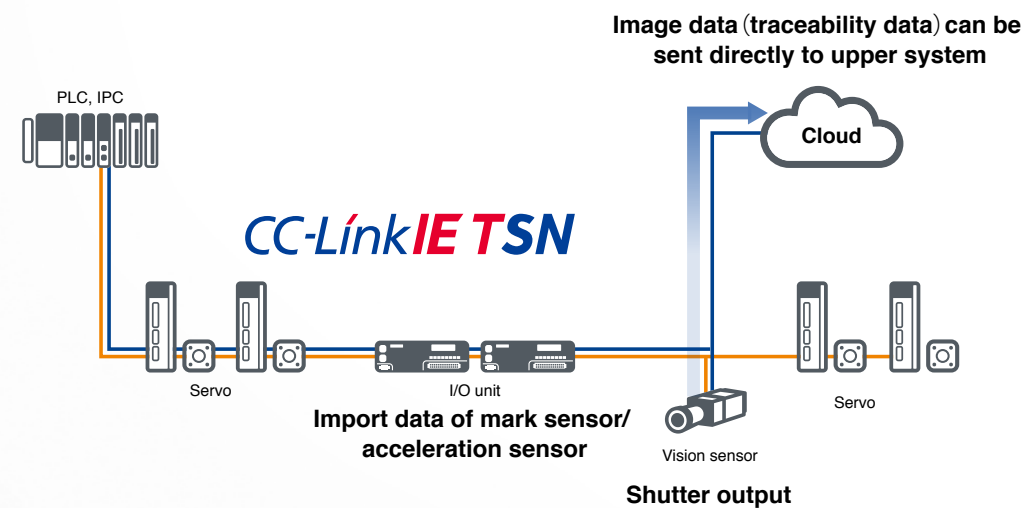 Image data（traceability data）can be
sent directly to upper system
PLC, IPC
Cloud
CC-Link IE TSN
Servo
I/O unit
Import data of mark sensor/
acceleration sensor
Vision sensor
Servo
Shutter output